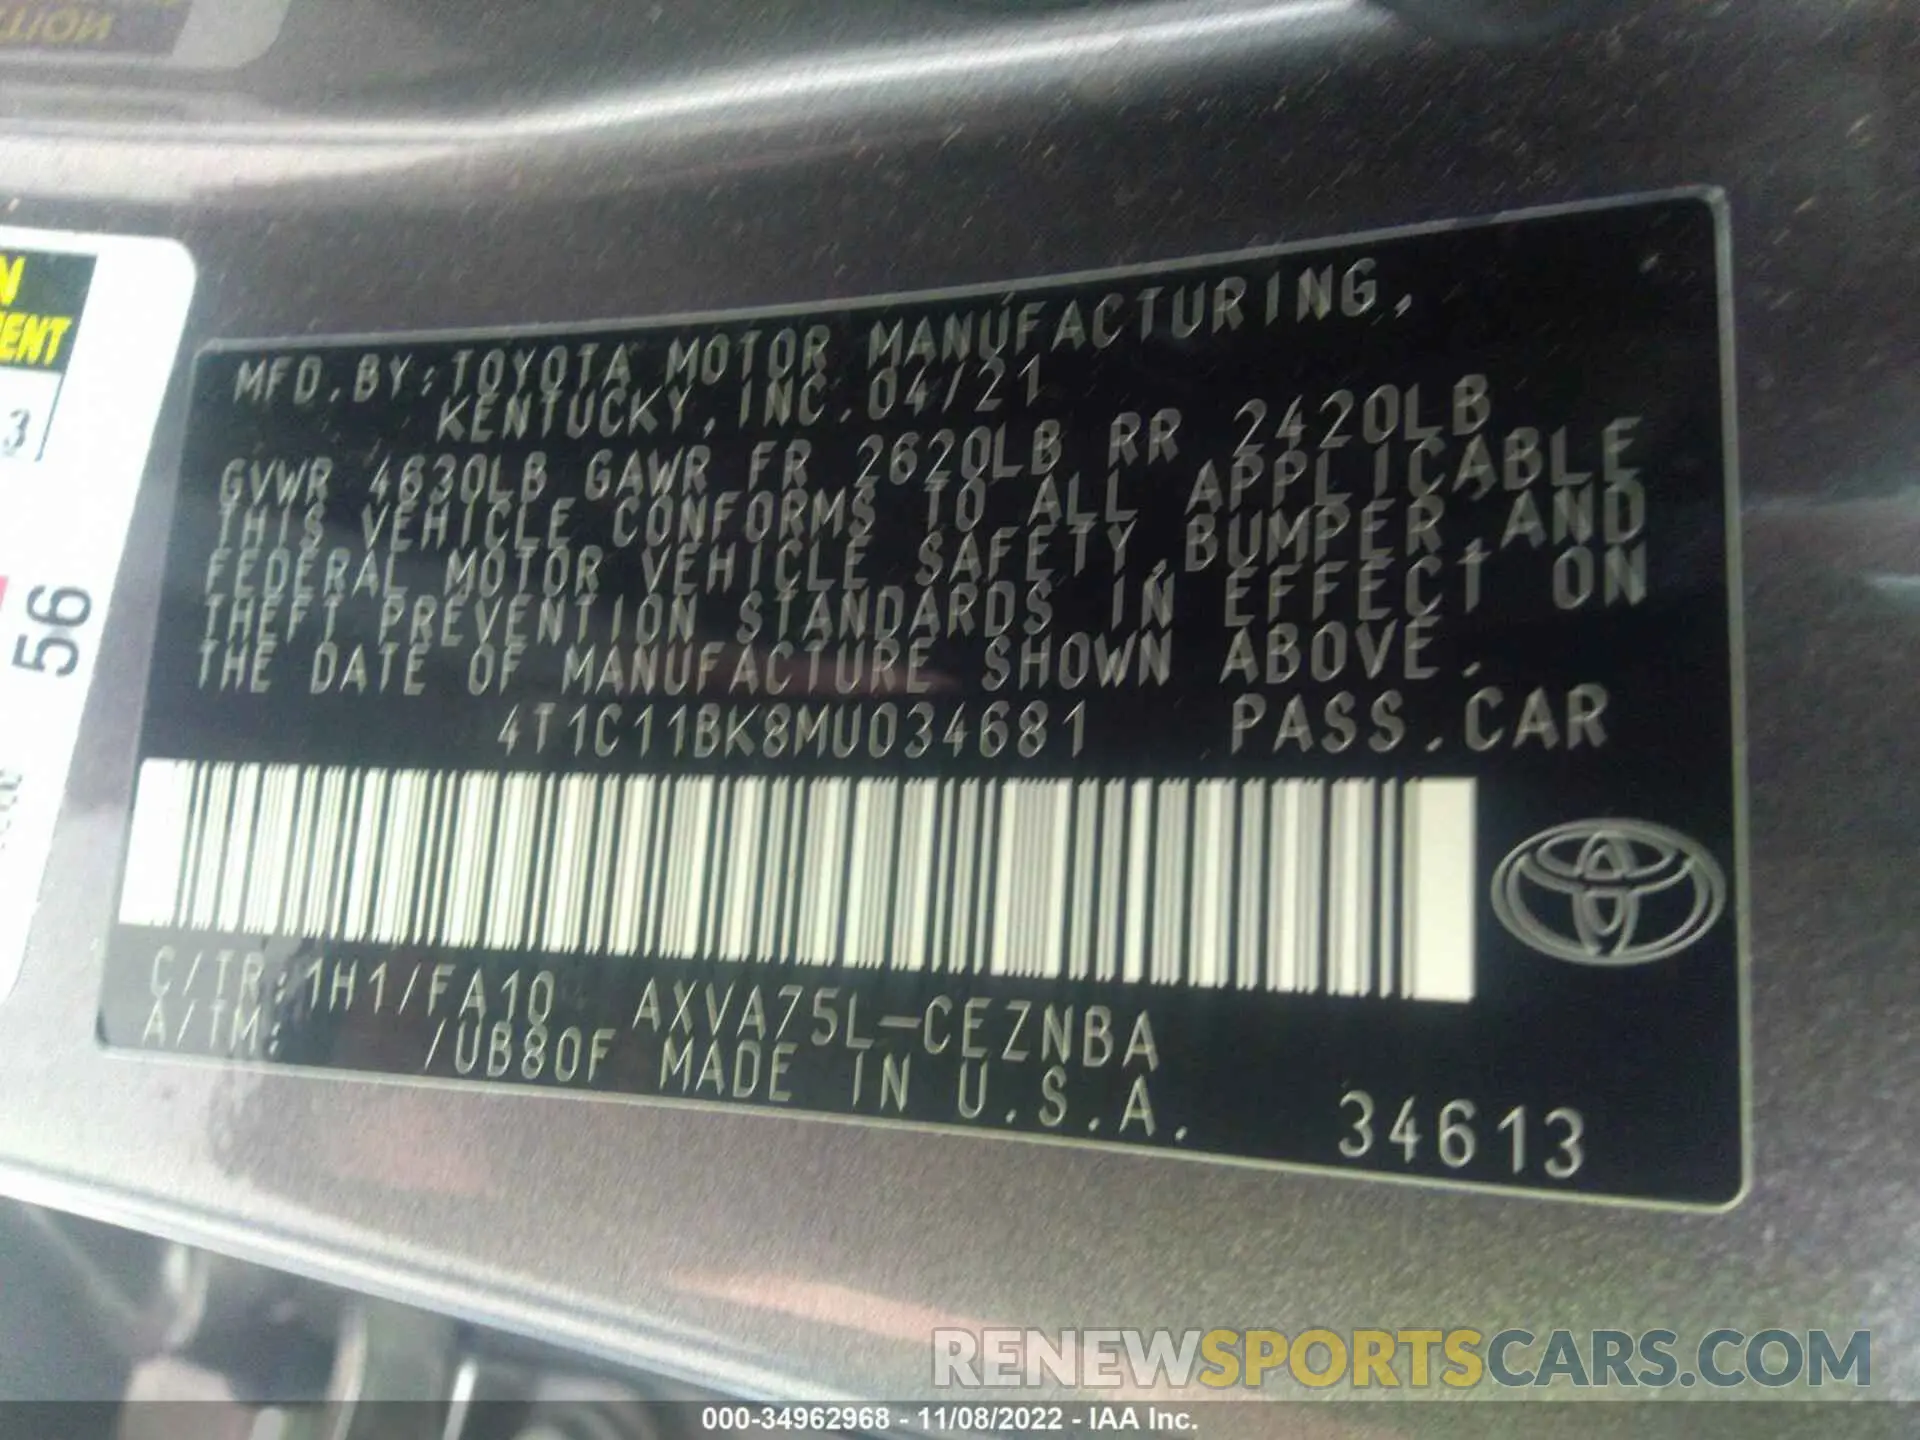 N
ENT
3
56
MFD.BY:TOYOTA MOTOR MANUFACTURING,
KENTUCKY,INC.04/21
GVWR 4630LB GAWR FR 2620LB RR 2420LB
THIS VEHICLE CONFORMS TO ALL APPLICABLE
FEDERAL MOTOR VEHICLE SAFETY,BUMPER,AND
THEFT PREVENTION STANDARDS IN EFFECT ON
THE DATE OF MANUFACTURE SHOWN ABOVE.
4T1C11BK8MU034681 PASS.CAR
C/TR:1H1/FA10 AXVA75L-CEZNBA
A/TM: /UB80F MADE IN U.S.A.
34613
RENEWSPORTSCARS.COM
000-34962968 - 11/08/2022 - IAA Inc.